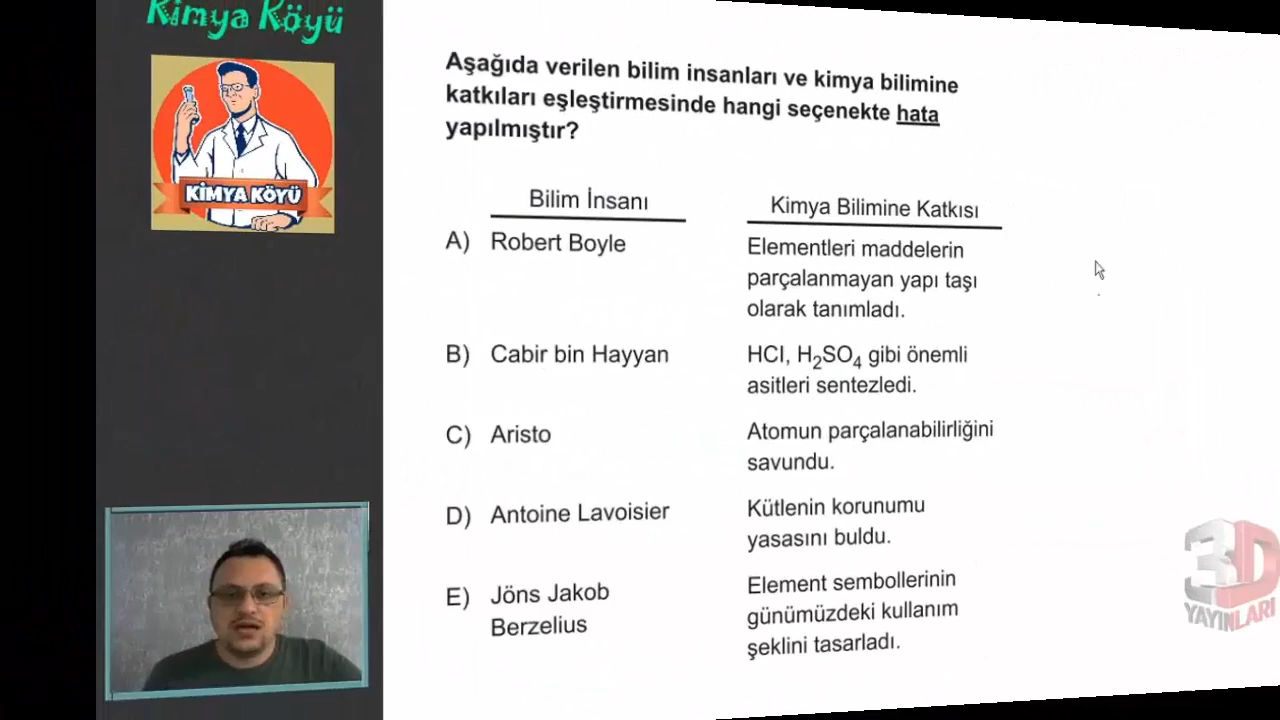 Kimya Köyü
KİMYA KÖYÜ
Aşağıda verilen bilim insanları ve kimya bilimine
katkıları eşleştirmesinde hangi seçenekte hata
yapılmıştır?
Bilim İnsanı Kimya Bilimine Katkısı
A) Robert Boyle Elementleri maddelerin
parçalanmayan yapı taşı
olarak tanımladı.
B) Cabir bin Hayyan HCl, H₂SO₄ gibi önemli
asitleri sentezledi.
C) Aristo Atomun parçalanabilirliğini
savundu.
D) Antoine Lavoisier Kütlenin korunumu
yasasını buldu.
E) Jöns Jakob Element sembollerinin
Berzelius günümüzdeki kullanım
şeklini tasarladı.
3D
YAYINLARI